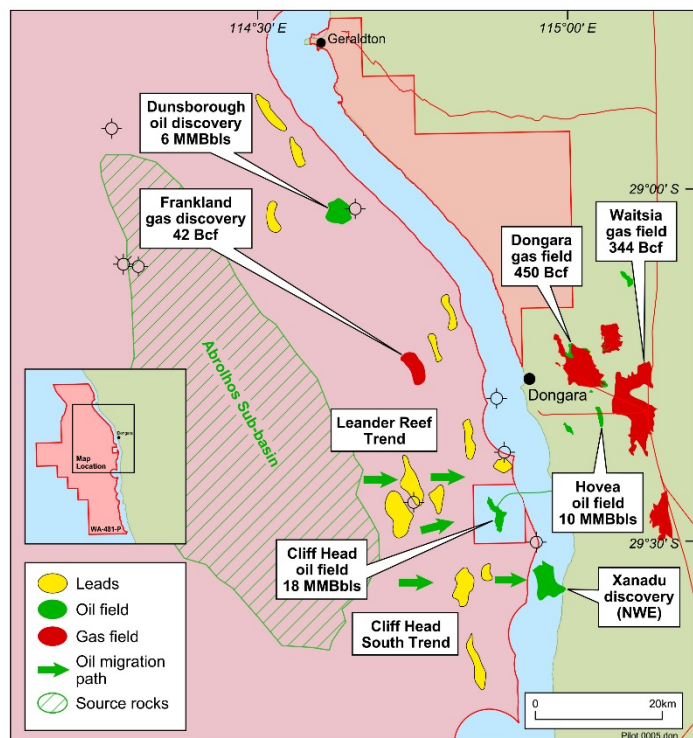 114°30' E
115°00' E
Geraldton
Dunsborough
oil discovery
6 MMBbls
29°00' S
Frankland
gas discovery
42 Bcf
Waitsia
gas field
344 Bcf
Dongara
gas field
450 Bcf
Abrolhos Sub-basin
Dongara
Leander Reef
Trend
Dongara
Map
Location
WA-481-P
Hovea
oil field
10 MMBbls
29°30' S
Cliff Head
oil field
18 MMBbls
Xanadu
discovery
(NWE)
Cliff Head
South Trend
Leads
Oil field
Gas field
Oil migration
path
Source rocks
0
20km
Pilot 0005.dgn